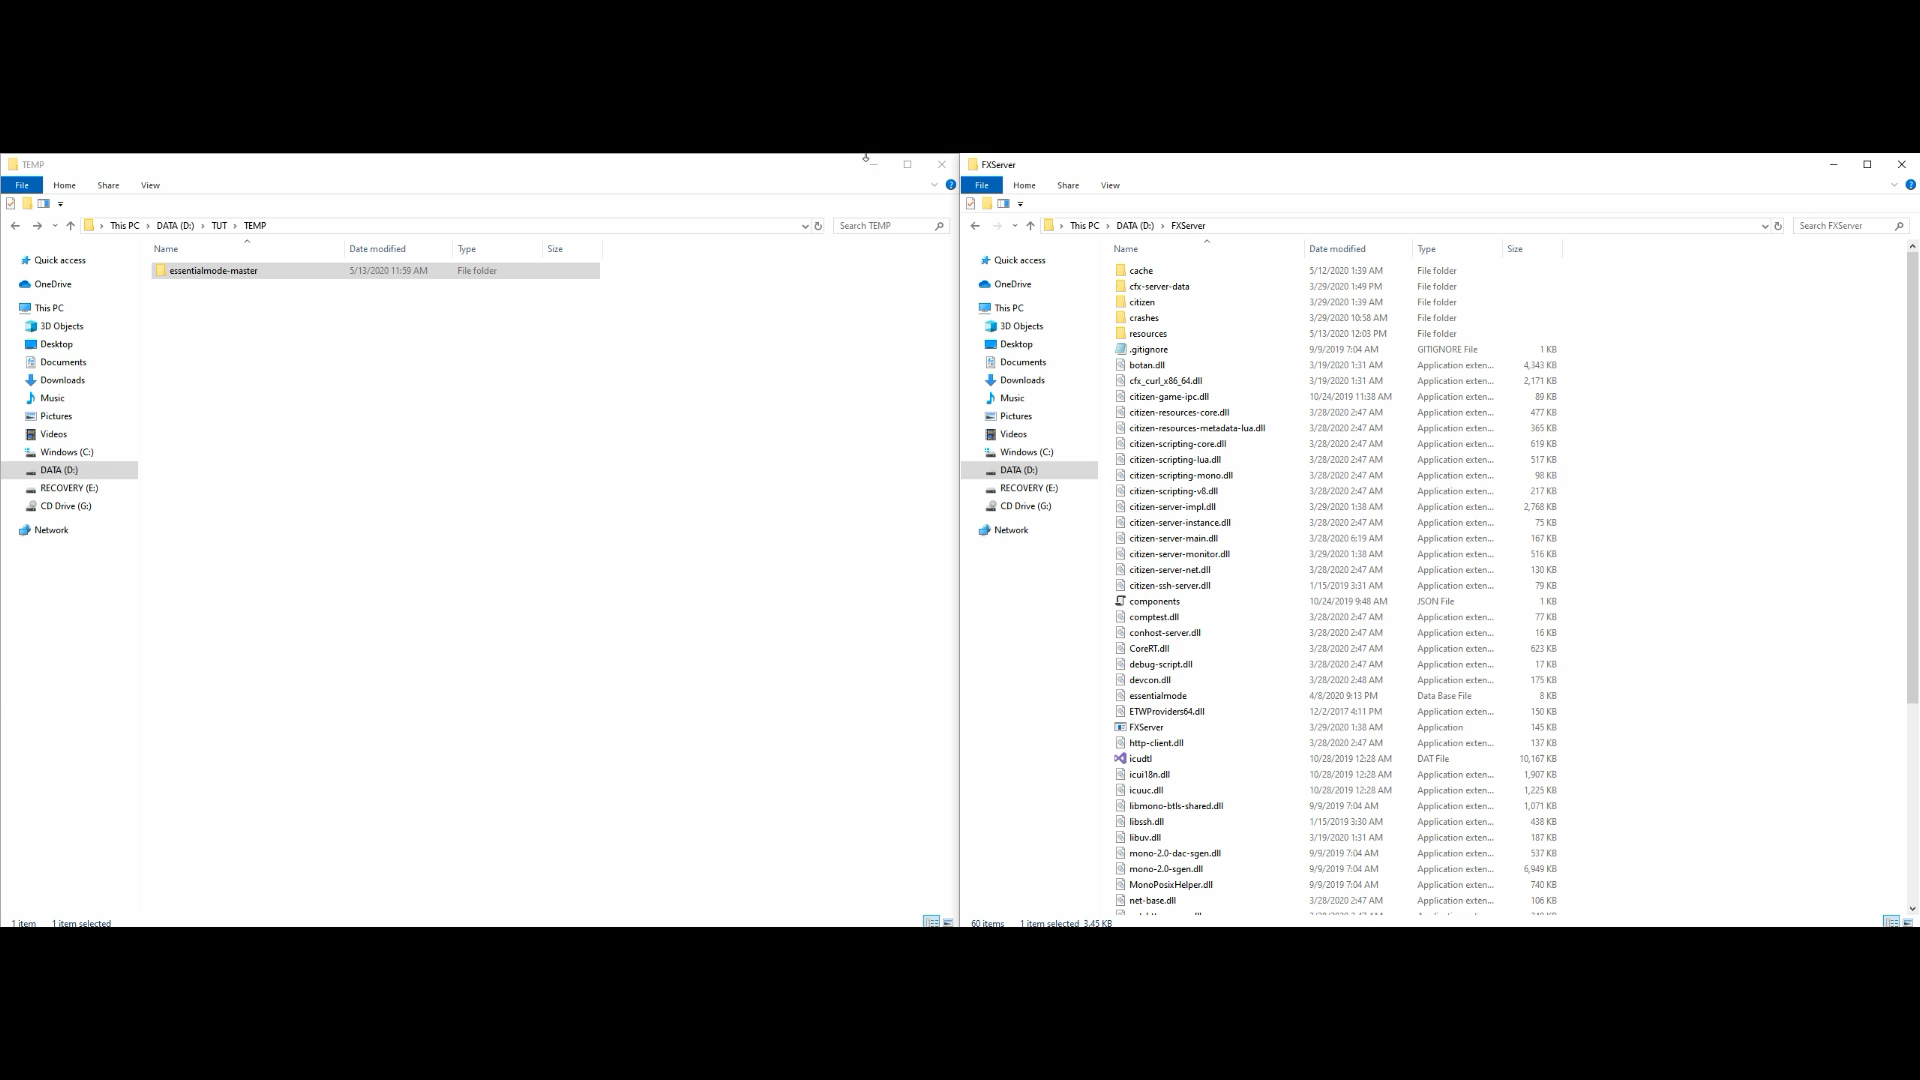 TEMP
File Home Share View
This PC DATA (D:) TUT TEMP
Search TEMP
Name Date modified Type Size
Quick access
OneDrive
This PC
3D Objects
Desktop
Documents
Downloads
Music
Pictures
Videos
Windows (C:)
DATA (D:)
RECOVERY (E:)
CD Drive (G:)
Network
essentialmode-master 5/13/2020 11:59 AM File folder
1 item 1 item selected
FXServer
File Home Share View
This PC DATA (D:) FXServer
Search FXServer
Name Date modified Type Size
Quick access
OneDrive
This PC
3D Objects
Desktop
Documents
Downloads
Music
Pictures
Videos
Windows (C:)
DATA (D:)
RECOVERY (E:)
CD Drive (G:)
Network
cache 5/12/2020 1:39 AM File folder
cfx-server-data 3/29/2020 1:49 PM File folder
citizen 3/29/2020 1:39 AM File folder
crashes 3/29/2020 10:58 AM File folder
resources 5/13/2020 12:03 PM File folder
.gitignore 9/9/2019 7:04 AM GITIGNORE File 1 KB
botan.dll 3/19/2020 1:31 AM Application exten... 4,343 KB
cfx_curl_x86_64.dll 3/19/2020 1:31 AM Application exten... 2,171 KB
citizen-game-ipc.dll 10/24/2019 11:38 AM Application exten... 89 KB
citizen-resources-core.dll 3/28/2020 2:47 AM Application exten... 477 KB
citizen-resources-metadata-lua.dll 3/28/2020 2:47 AM Application exten... 365 KB
citizen-scripting-core.dll 3/28/2020 2:47 AM Application exten... 619 KB
citizen-scripting-lua.dll 3/28/2020 2:47 AM Application exten... 517 KB
citizen-scripting-mono.dll 3/28/2020 2:47 AM Application exten... 98 KB
citizen-scripting-v8.dll 3/28/2020 2:47 AM Application exten... 217 KB
citizen-server-impl.dll 3/29/2020 1:38 AM Application exten... 2,768 KB
citizen-server-instance.dll 3/28/2020 2:47 AM Application exten... 75 KB
citizen-server-main.dll 3/28/2020 6:19 AM Application exten... 167 KB
citizen-server-monitor.dll 3/29/2020 1:38 AM Application exten... 516 KB
citizen-server-net.dll 3/28/2020 2:47 AM Application exten... 130 KB
citizen-ssh-server.dll 1/15/2019 3:31 AM Application exten... 79 KB
components 10/24/2019 9:48 AM JSON File 1 KB
comptest.dll 3/28/2020 2:47 AM Application exten... 77 KB
conhost-server.dll 3/28/2020 2:47 AM Application exten... 16 KB
CoreRT.dll 3/28/2020 2:47 AM Application exten... 623 KB
debug-script.dll 3/28/2020 2:47 AM Application exten... 17 KB
devcon.dll 3/28/2020 2:48 AM Application exten... 175 KB
essentialmode 4/8/2020 9:13 PM Data Base File 8 KB
ETWProviders64.dll 12/2/2017 4:11 PM Application exten... 150 KB
FXServer 3/29/2020 1:38 AM Application 145 KB
http-client.dll 3/28/2020 2:47 AM Application exten... 137 KB
icudtl 10/28/2019 12:28 AM DAT File 10,167 KB
icui18n.dll 10/28/2019 12:28 AM Application exten... 1,907 KB
icuuc.dll 10/28/2019 12:28 AM Application exten... 1,225 KB
libmono-btls-shared.dll 9/9/2019 7:04 AM Application exten... 1,071 KB
libssh.dll 1/15/2019 3:30 AM Application exten... 438 KB
libuv.dll 3/19/2020 1:31 AM Application exten... 187 KB
mono-2.0-dac-sgen.dll 9/9/2019 7:04 AM Application exten... 537 KB
mono-2.0-sgen.dll 9/9/2019 7:04 AM Application exten... 6,949 KB
MonoPosixHelper.dll 9/9/2019 7:04 AM Application exten... 740 KB
net-base.dll 3/28/2020 2:47 AM Application exten... 106 KB
60 items 1 item selected 3.45 KB